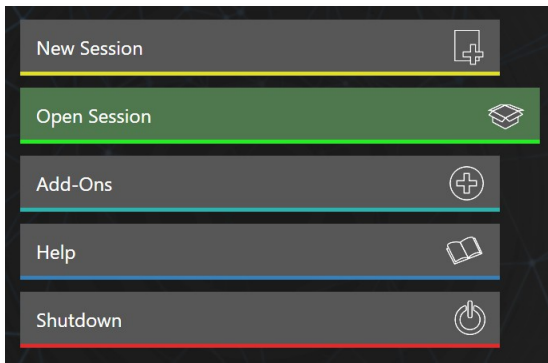 New Session
Open Session
Add-Ons
Help
Shutdown